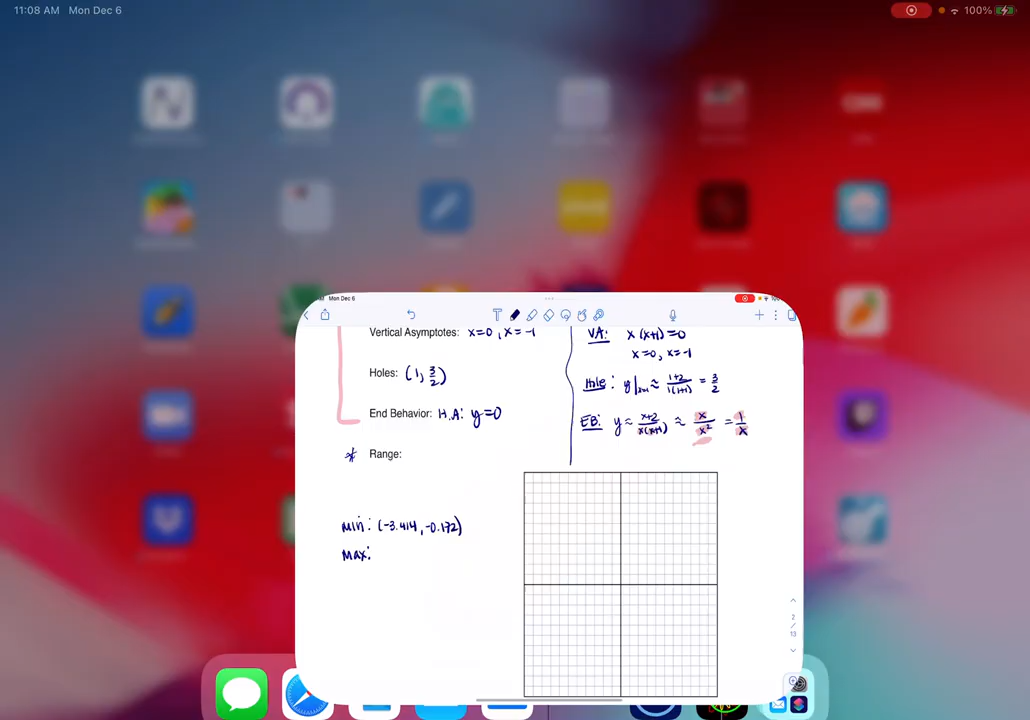 11:08 AM Mon Dec 6
100%
Mon Dec 6
Vertical Asymptotes: x=0, x=-1
Holes: (1, 3/2)
End Behavior: H.A: y=0
* Range:
min: (-3.414, -0.172)
max:
VA: x(x+1)=0
x=0, x=-1
Hole: y|x=1 ≈ 1+2/1(1+1) = 3/2
EB: y ≈ x+2/x(x+1) ≈ x/x² = 1/x
2
/
13